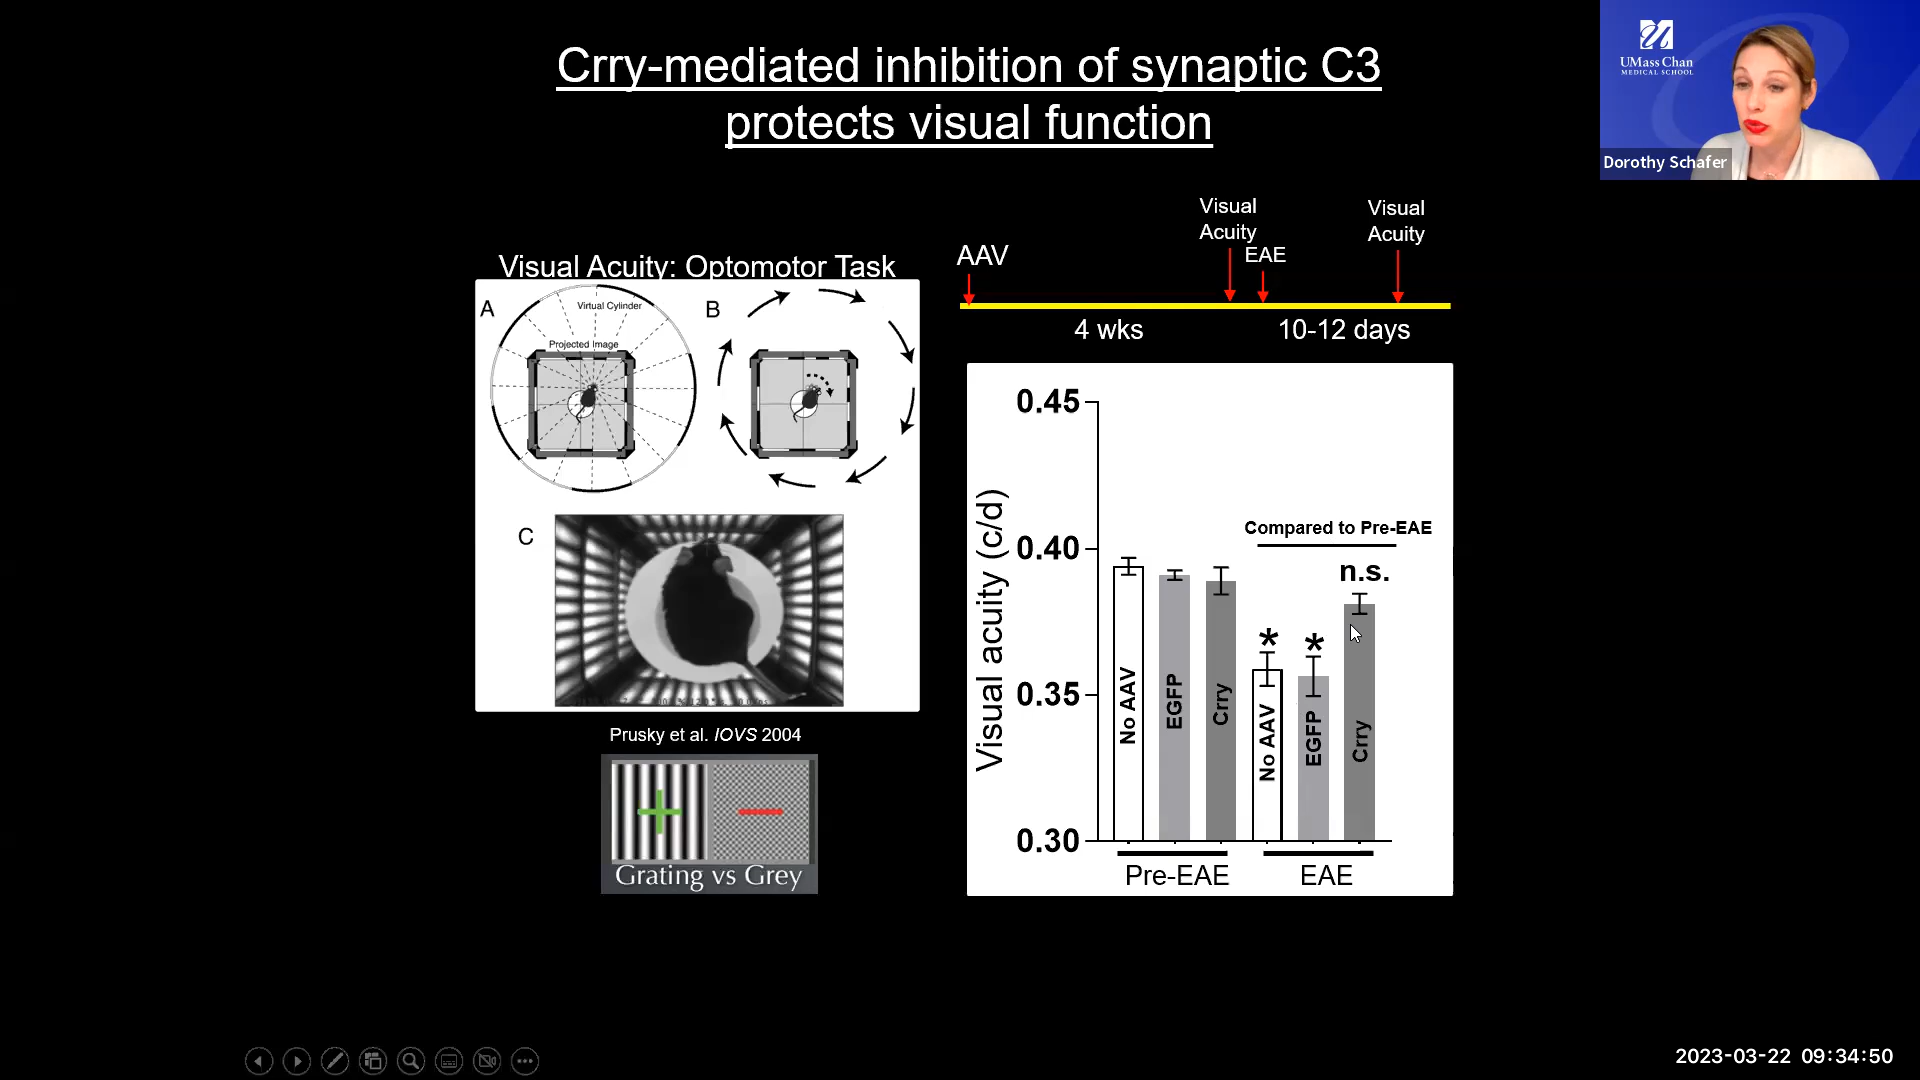 Crry-mediated inhibition of synaptic C3
protects visual function
UMass Chan
MEDICAL SCHOOL
Dorothy Schafer
Visual Acuity: Optomotor Task
A
Virtual Cylinder
Projected Image
B
C
Prusky et al. IOVS 2004
Grating vs Grey
AAV
Visual
Acuity
EAE
Visual
Acuity
4 wks
10-12 days
Visual acuity (c/d)
0.45
0.40
0.35
0.30
Compared to Pre-EAE
n.s.
*
*
No AAV
EGFP
Crry
No AAV
EGFP
Crry
Pre-EAE
EAE
2023-03-22 09:34:50